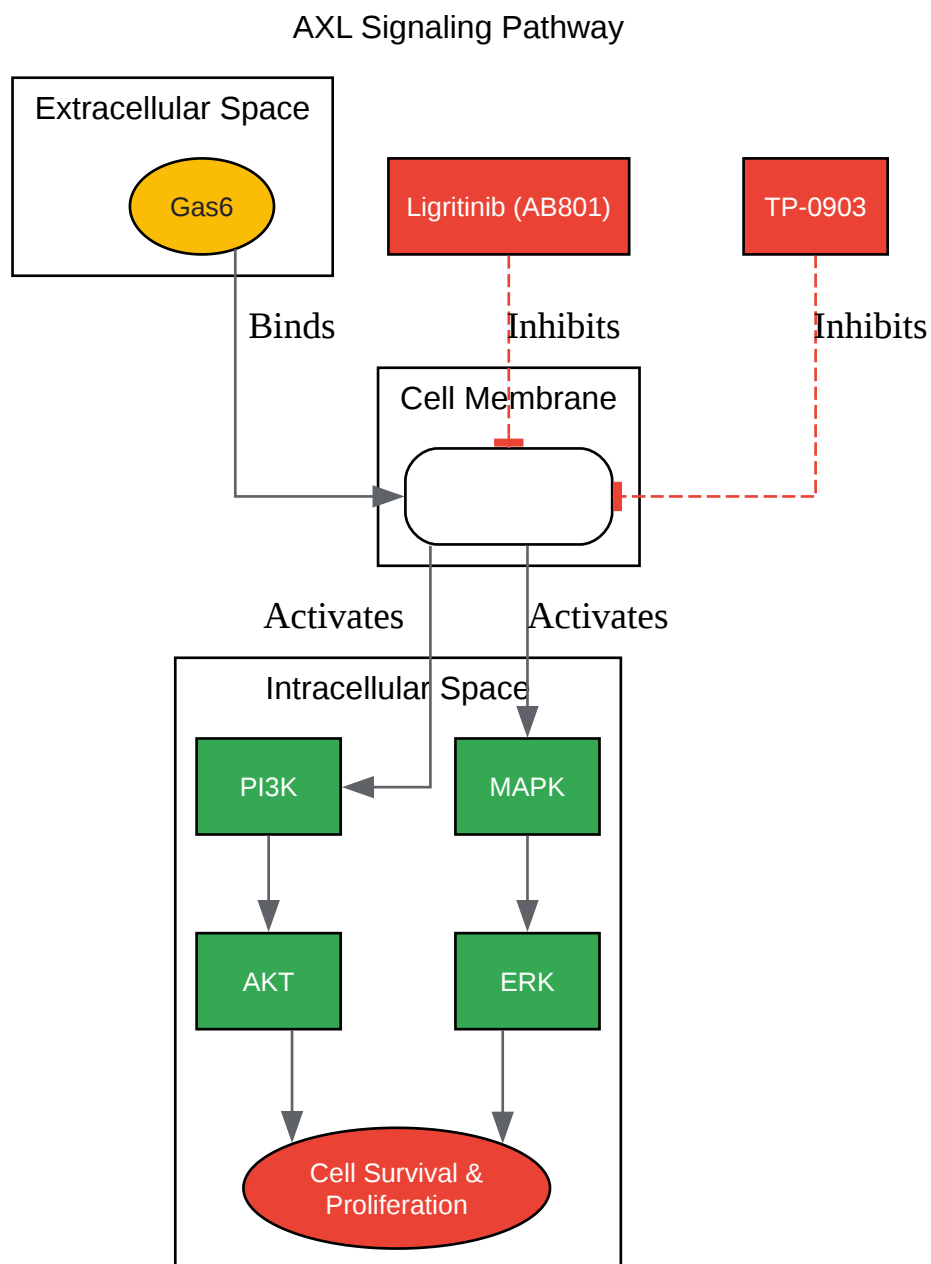 AXL Signaling Pathway
Extracellular Space
Gas6
Ligritinib (AB801)
TP-0903
Binds
Inhibits
Inhibits
Cell Membrane
Activates
Activates
Intracellular Space
PI3K
MAPK
AKT
ERK
Cell Survival &
Proliferation